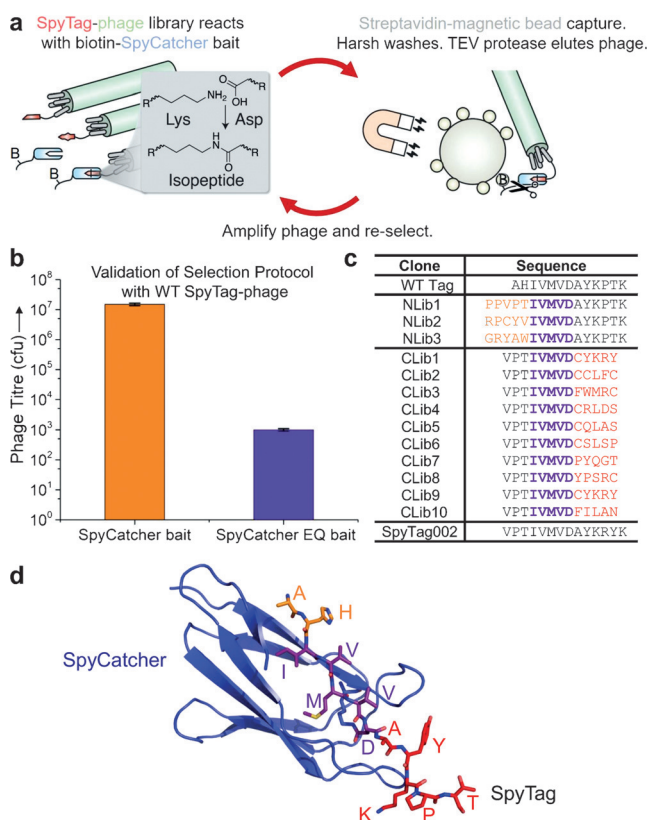 a
SpyTag-phage library reacts
with biotin-SpyCatcher bait
Streptavidin-magnetic bead capture.
Harsh washes. TEV protease elutes phage.
R NH2 O R
OH
Lys Asp
R H N R
O
Isopeptide
B
B
B
Amplify phage and re-select.
b
Validation of Selection Protocol
with WT SpyTag-phage
Phage Titre (cfu)
10^8
10^7
10^6
10^5
10^4
10^3
10^2
10^1
10^0
SpyCatcher bait SpyCatcher EQ bait
c
Clone Sequence
WT Tag AHIVMVDAYKPTK
NLib1 PPVPTIVMVDAYKPTK
NLib2 RPCYVIVMVDAYKPTK
NLib3 GRYAWIVMVDAYKPTK
CLib1 VPTIVMVDCYKRY
CLib2 VPTIVMVDCCLFC
CLib3 VPTIVMVDFWMRC
CLib4 VPTIVMVDCRLDS
CLib5 VPTIVMVDCQLAS
CLib6 VPTIVMVDCSLSP
CLib7 VPTIVMVDPYQGT
CLib8 VPTIVMVDYPSRC
CLib9 VPTIVMVDCYKRY
CLib10 VPTIVMVDFILAN
SpyTag002 VPTIVMVDAYKRYK
d
SpyCatcher
A
H
I
V
M
V
D
A
Y
K
P
T
SpyTag